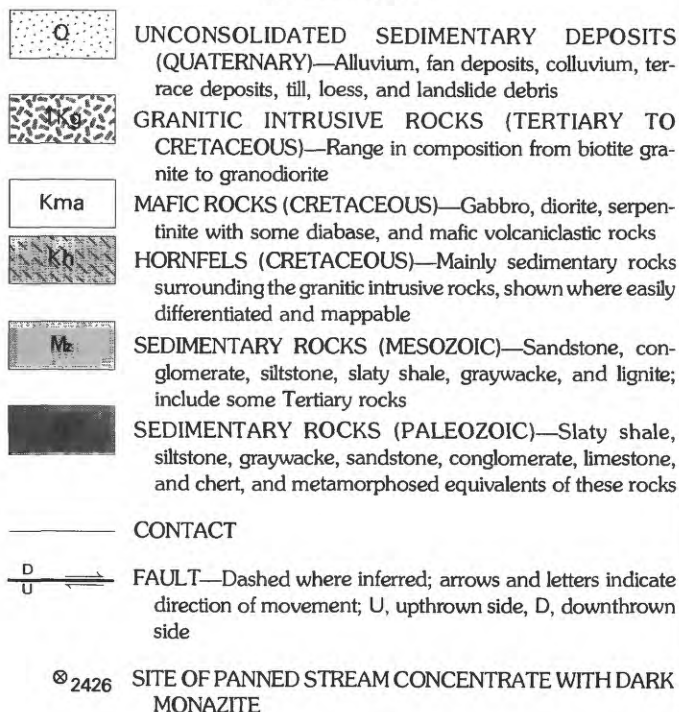 Q UNCONSOLIDATED SEDIMENTARY DEPOSITS
(QUATERNARY)—Alluvium, fan deposits, colluvium, ter-
race deposits, till, loess, and landslide debris
TKg GRANITIC INTRUSIVE ROCKS (TERTIARY TO
CRETACEOUS)—Range in composition from biotite gra-
nite to granodiorite
Kma MAFIC ROCKS (CRETACEOUS)—Gabbro, diorite, serpen-
tinite with some diabase, and mafic volcaniclastic rocks
Kh HORNFELS (CRETACEOUS)—Mainly sedimentary rocks
surrounding the granitic intrusive rocks, shown where easily
differentiated and mappable
Mz SEDIMENTARY ROCKS (MESOZOIC)—Sandstone, con-
glomerate, siltstone, slaty shale, graywacke, and lignite;
include some Tertiary rocks
SEDIMENTARY ROCKS (PALEOZOIC)—Slaty shale,
siltstone, graywacke, sandstone, conglomerate, limestone,
and chert, and metamorphosed equivalents of these rocks
CONTACT
D
U
FAULT—Dashed where inferred; arrows and letters indicate
direction of movement; U, upthrown side, D, downthrown
side
⊗2426 SITE OF PANNED STREAM CONCENTRATE WITH DARK
MONAZITE